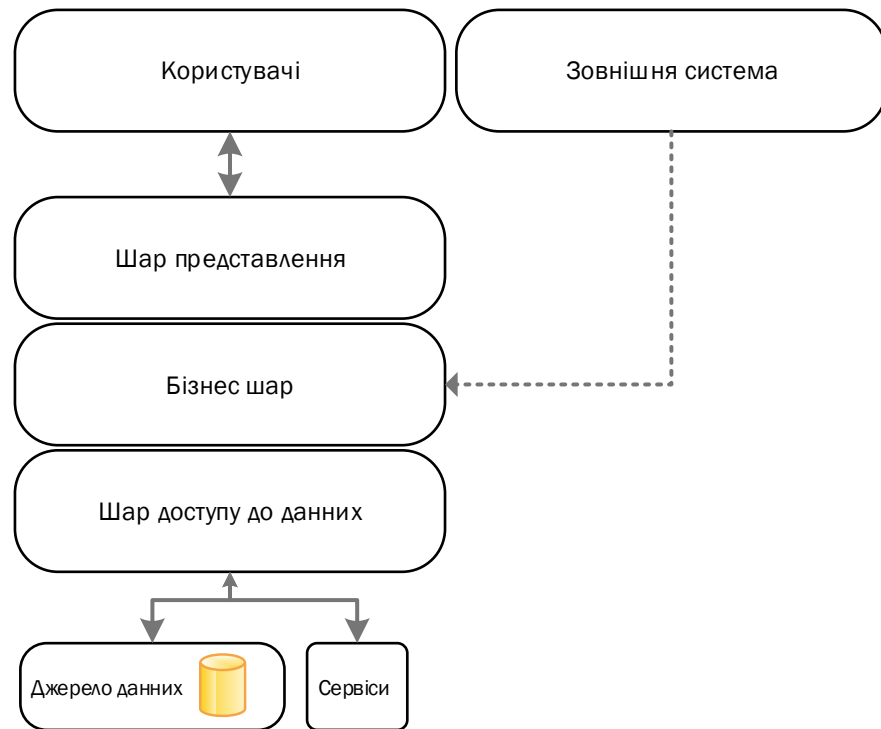 Користувачі
Зовнішня система
Шар представлення
Бізнес шар
Шар доступу до данних
Джерело данних
Сервіси